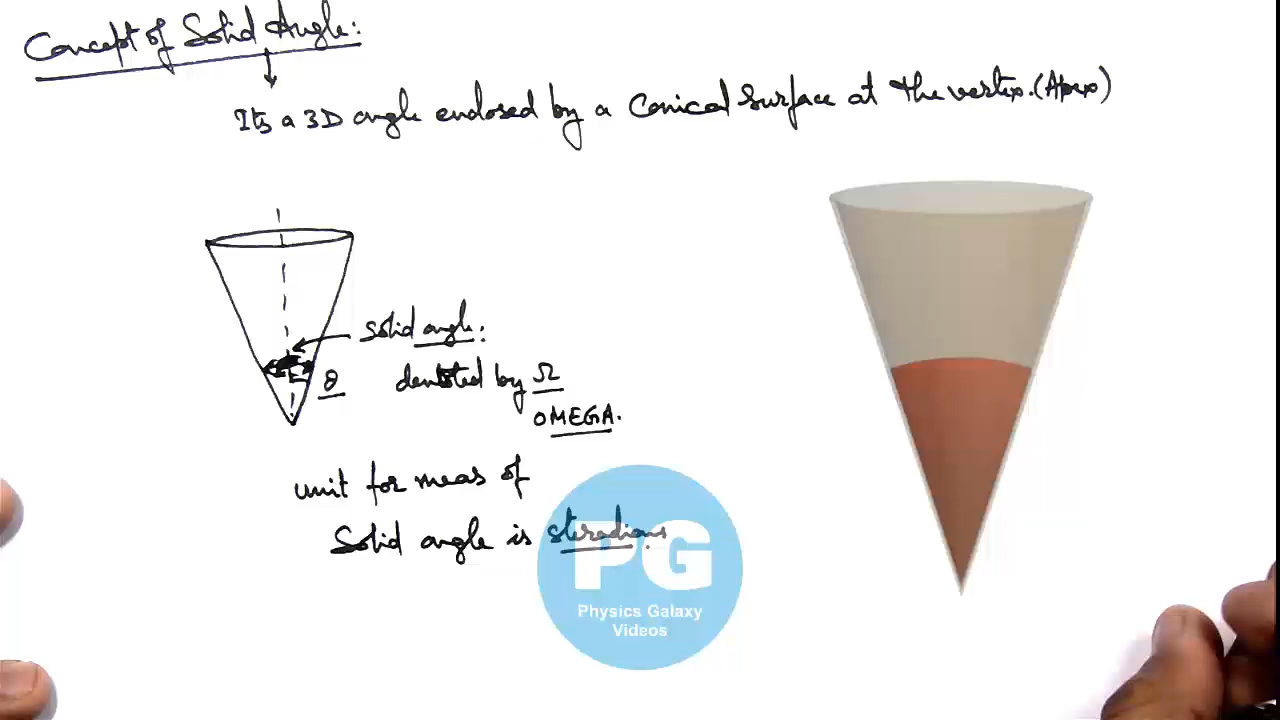 Concept of Solid Angle:
Its a 3D angle enclosed by a Conical Surface at the vertex. (Apex)
Solid angle:
θ
denoted by Ω
OMEGA.
unit for meas of
Solid angle is steradians
PG
Physics Galaxy
Videos